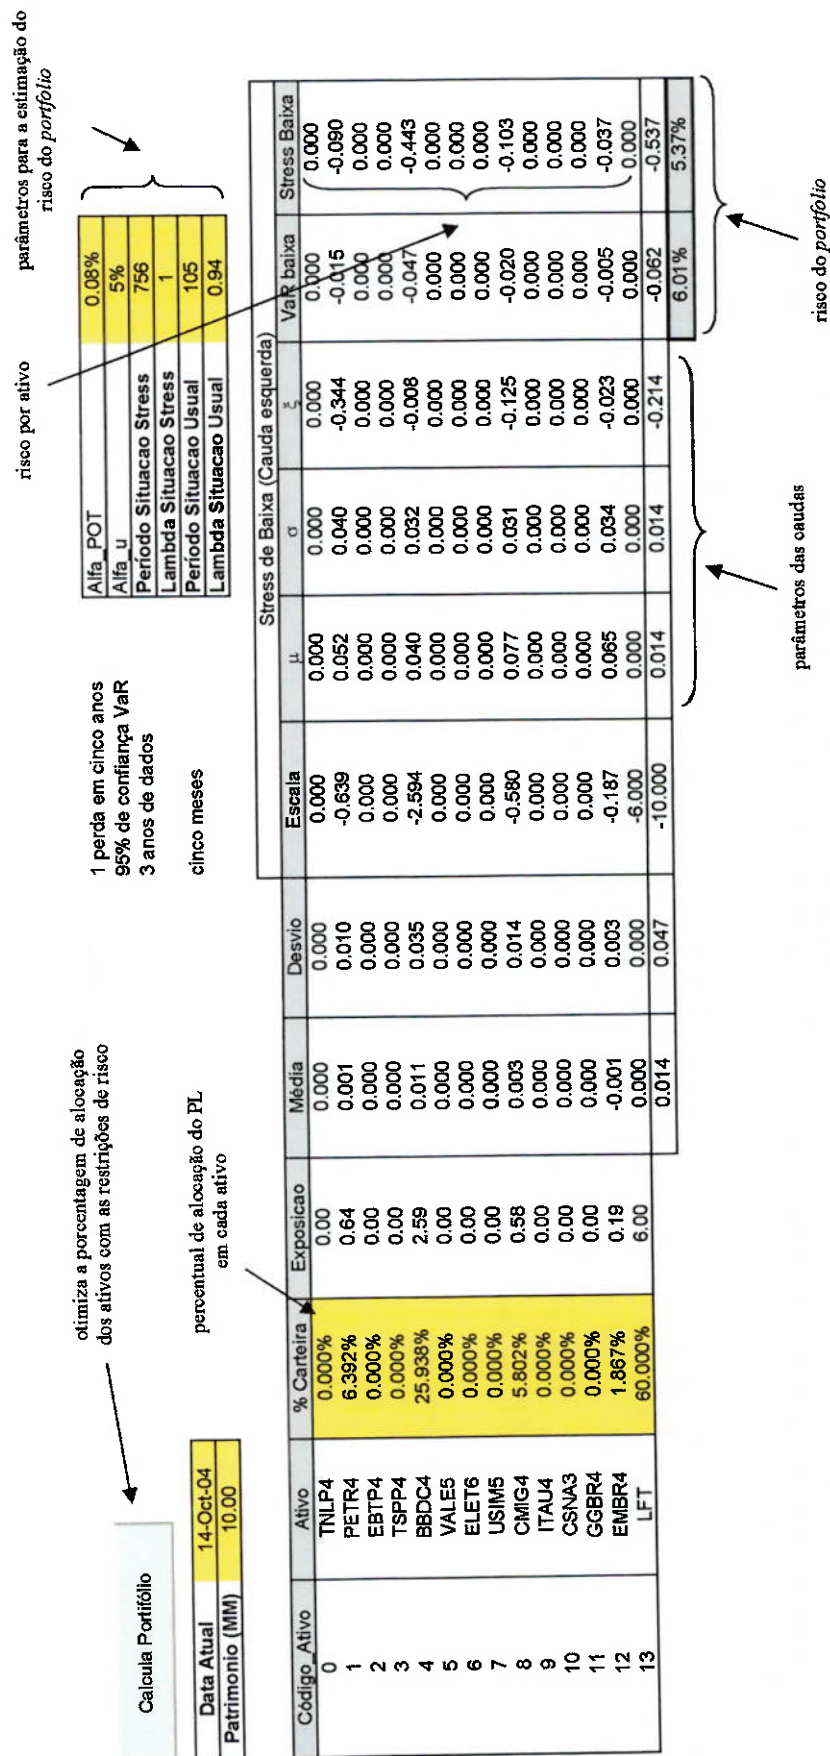 otimiza a porcentagem de alocação
dos ativos com as restrições de risco
risco por ativo
parâmetros para a estimação do
risco do portfolio
Calcula Portifólio
Data Atual 14-Oct-04
Patrimonio (MM) 10.00
percentual de alocação do PL
em cada ativo
1 perda em cinco anos
95% de confiança VaR
3 anos de dados
cinco meses
Alfa_POT 0.08%
Alfa_u 5%
Período Situacao Stress 756
Lambda Situacao Stress 1
Período Situacao Usual 105
Lambda Situacao Usual 0.94
Stress de Baixa (Cauda esquerda)
Código_Ativo Ativo % Carteira Exposicao Média Desvio Escala μ σ ξ VaR baixa Stress Baixa
0 TNLP4 0.000% 0.00 0.000 0.000 0.000 0.000 0.000 0.000 0.000 0.000
1 PETR4 6.392% 0.64 0.001 0.010 -0.639 0.052 0.040 -0.344 -0.015 -0.090
2 EBTP4 0.000% 0.00 0.000 0.000 0.000 0.000 0.000 0.000 0.000 0.000
3 TSPP4 0.000% 0.00 0.000 0.000 0.000 0.000 0.000 0.000 0.000 0.000
4 BBDC4 25.938% 2.59 0.011 0.035 -2.594 0.040 0.032 -0.008 -0.047 -0.443
5 VALE5 0.000% 0.00 0.000 0.000 0.000 0.000 0.000 0.000 0.000 0.000
6 ELET6 0.000% 0.00 0.000 0.000 0.000 0.000 0.000 0.000 0.000 0.000
7 USIM5 0.000% 0.00 0.000 0.000 0.000 0.000 0.000 0.000 0.000 0.000
8 CMIG4 5.802% 0.58 0.003 0.014 -0.580 0.077 0.031 -0.125 -0.020 -0.103
9 ITAU4 0.000% 0.00 0.000 0.000 0.000 0.000 0.000 0.000 0.000 0.000
10 CSNA3 0.000% 0.00 0.000 0.000 0.000 0.000 0.000 0.000 0.000 0.000
11 GGBR4 0.000% 0.00 0.000 0.000 0.000 0.000 0.000 0.000 0.000 0.000
12 EMBR4 1.867% 0.19 -0.001 0.003 -0.187 0.065 0.034 -0.023 -0.005 -0.037
13 LFT 60.000% 6.00 0.000 0.000 -6.000 0.000 0.000 0.000 0.000 0.000
0.014 0.047 -10.000 0.014 0.014 -0.214 -0.062 -0.537
6.01% 5.37%
parâmetros das caudas
risco do portfolio